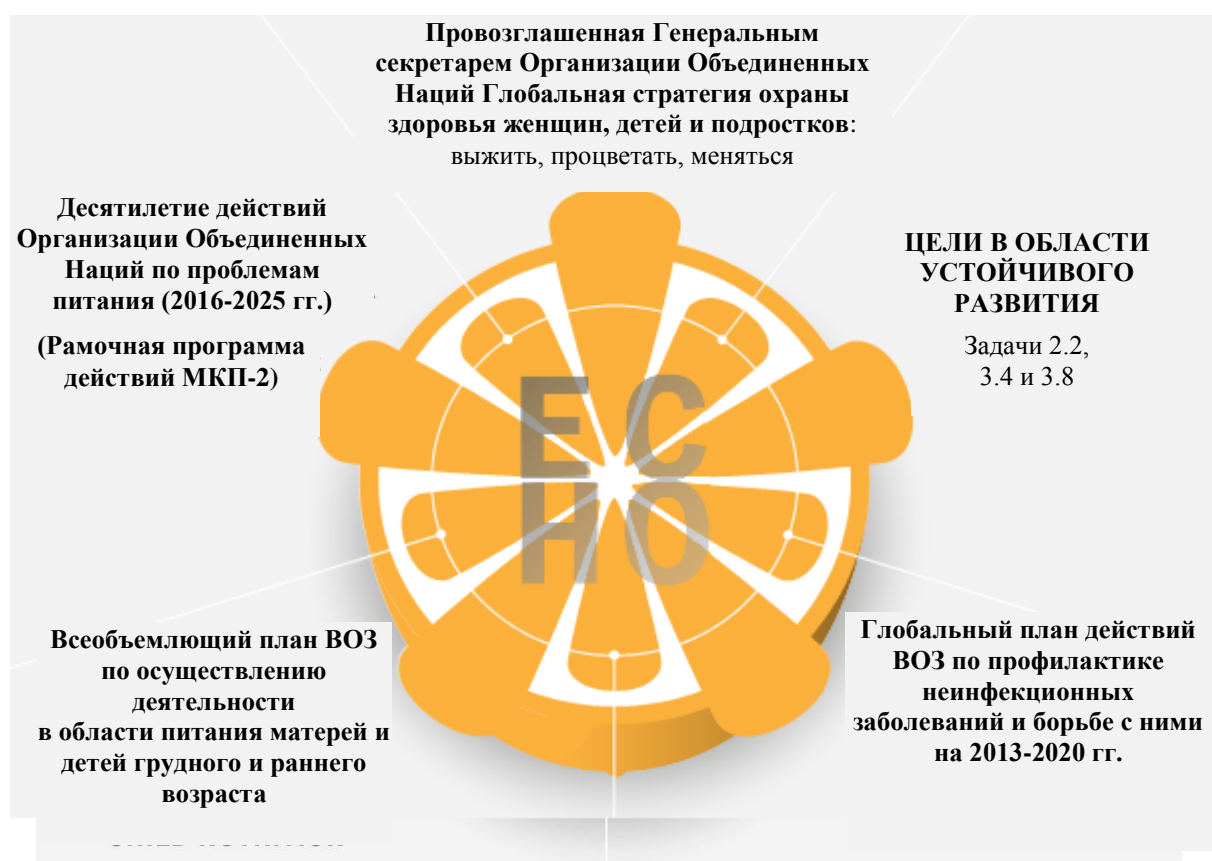 Провозглашенная Генеральным
секретарем Организации Объединенных
Наций Глобальная стратегия охраны
здоровья женщин, детей и подростков:
выжить, процветать, меняться
Десятилетие действий
Организации Объединенных
Наций по проблемам
питания (2016-2025 гг.)
(Рамочная программа
действий МКП-2)
ЦЕЛИ В ОБЛАСТИ
УСТОЙЧИВОГО
РАЗВИТИЯ
Задачи 2.2,
3.4 и 3.8
EC
HO
Всеобъемлющий план ВОЗ
по осуществлению
деятельности
в области питания матерей и
детей грудного и раннего
возраста
Глобальный план действий
ВОЗ по профилактике
неинфекционных
заболеваний и борьбе с ними
на 2013-2020 гг.